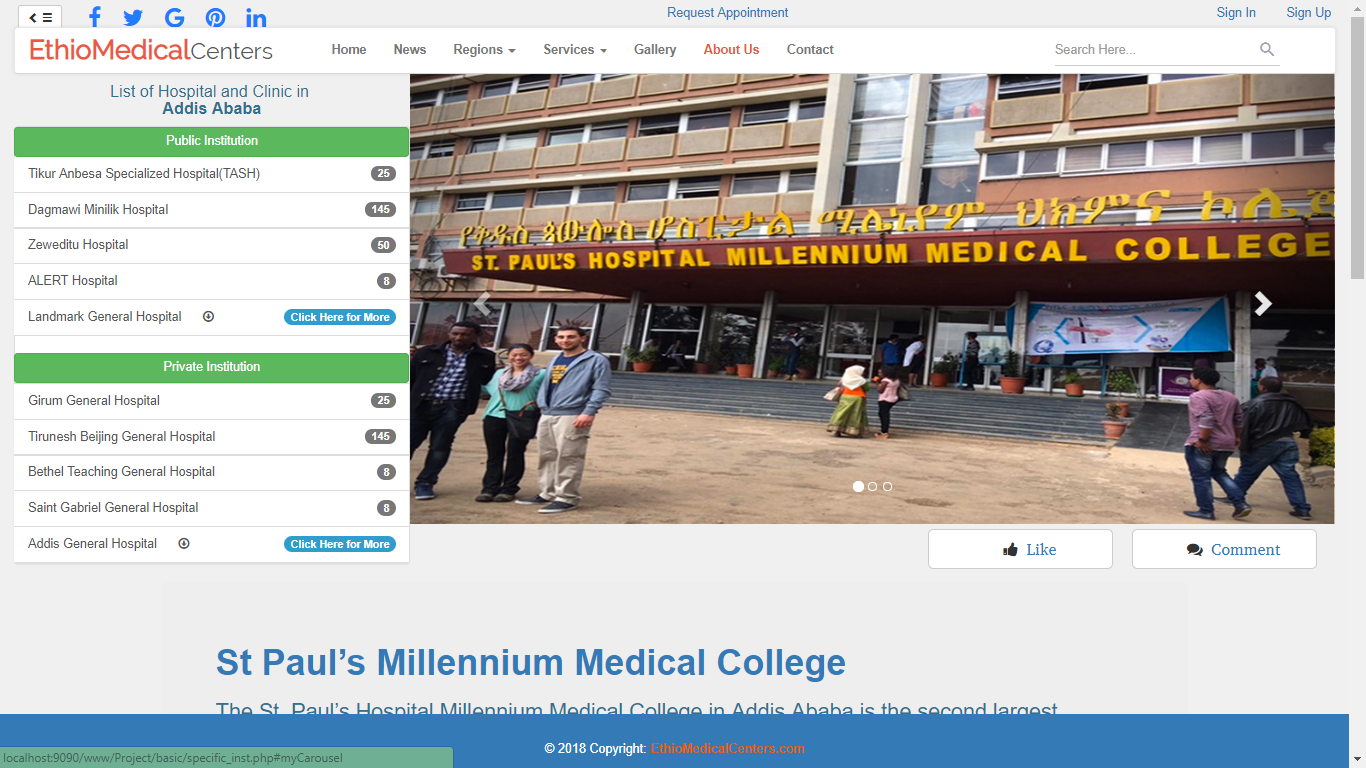 Request Appointment
Sign In
Sign Up
EthioMedicalCenters
Home
News
Regions
Services
Gallery
About Us
Contact
Search Here...
List of Hospital and Clinic in
Addis Ababa
Public Institution
Tikur Anbesa Specialized Hospital(TASH) 25
Dagmawi Minilik Hospital 145
Zeweditu Hospital 50
ALERT Hospital 8
Landmark General Hospital Click Here for More
Private Institution
Girum General Hospital 25
Tirunesh Beijing General Hospital 145
Bethel Teaching General Hospital 8
Saint Gabriel General Hospital 8
Addis General Hospital Click Here for More
የቅዱስ ጳውሎስ ሆስፒታል ሚሌኒየም ህክምና ኮሌጅ
ST. PAUL'S HOSPITAL MILLENNIUM MEDICAL COLLEGE
Like
Comment
St Paul’s Millennium Medical College
The St. Paul’s Hospital Millennium Medical College in Addis Ababa is the second largest
© 2018 Copyright: EthioMedicalCenters.com
localhost:9090/www/Project/basic/specific_inst.php#myCarousel